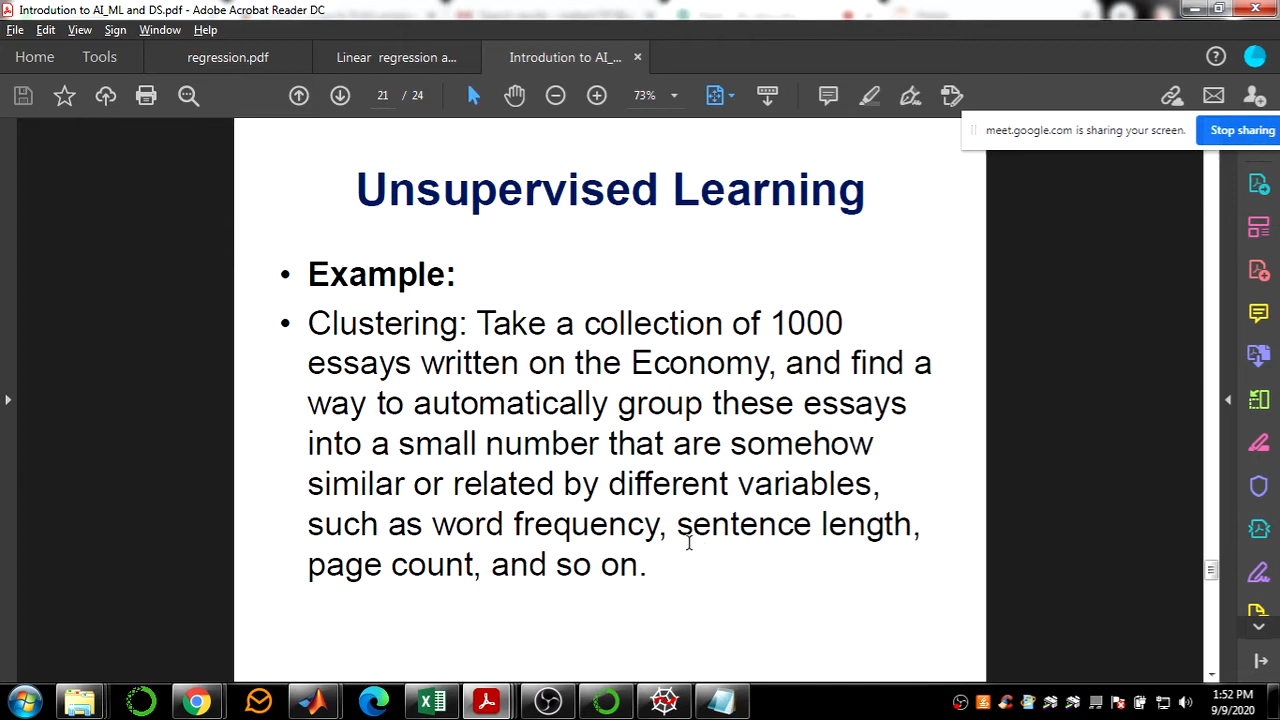 Introdution to AI_ML and DS.pdf - Adobe Acrobat Reader DC
File Edit View Sign Window Help
Home Tools regression.pdf Linear regression a... Introdution to AI_... ×
21 / 24 73%
meet.google.com is sharing your screen. Stop sharing
Unsupervised Learning
• Example:
• Clustering: Take a collection of 1000
essays written on the Economy, and find a
way to automatically group these essays
into a small number that are somehow
similar or related by different variables,
such as word frequency, sentence length,
page count, and so on.
1:52 PM
9/9/2020